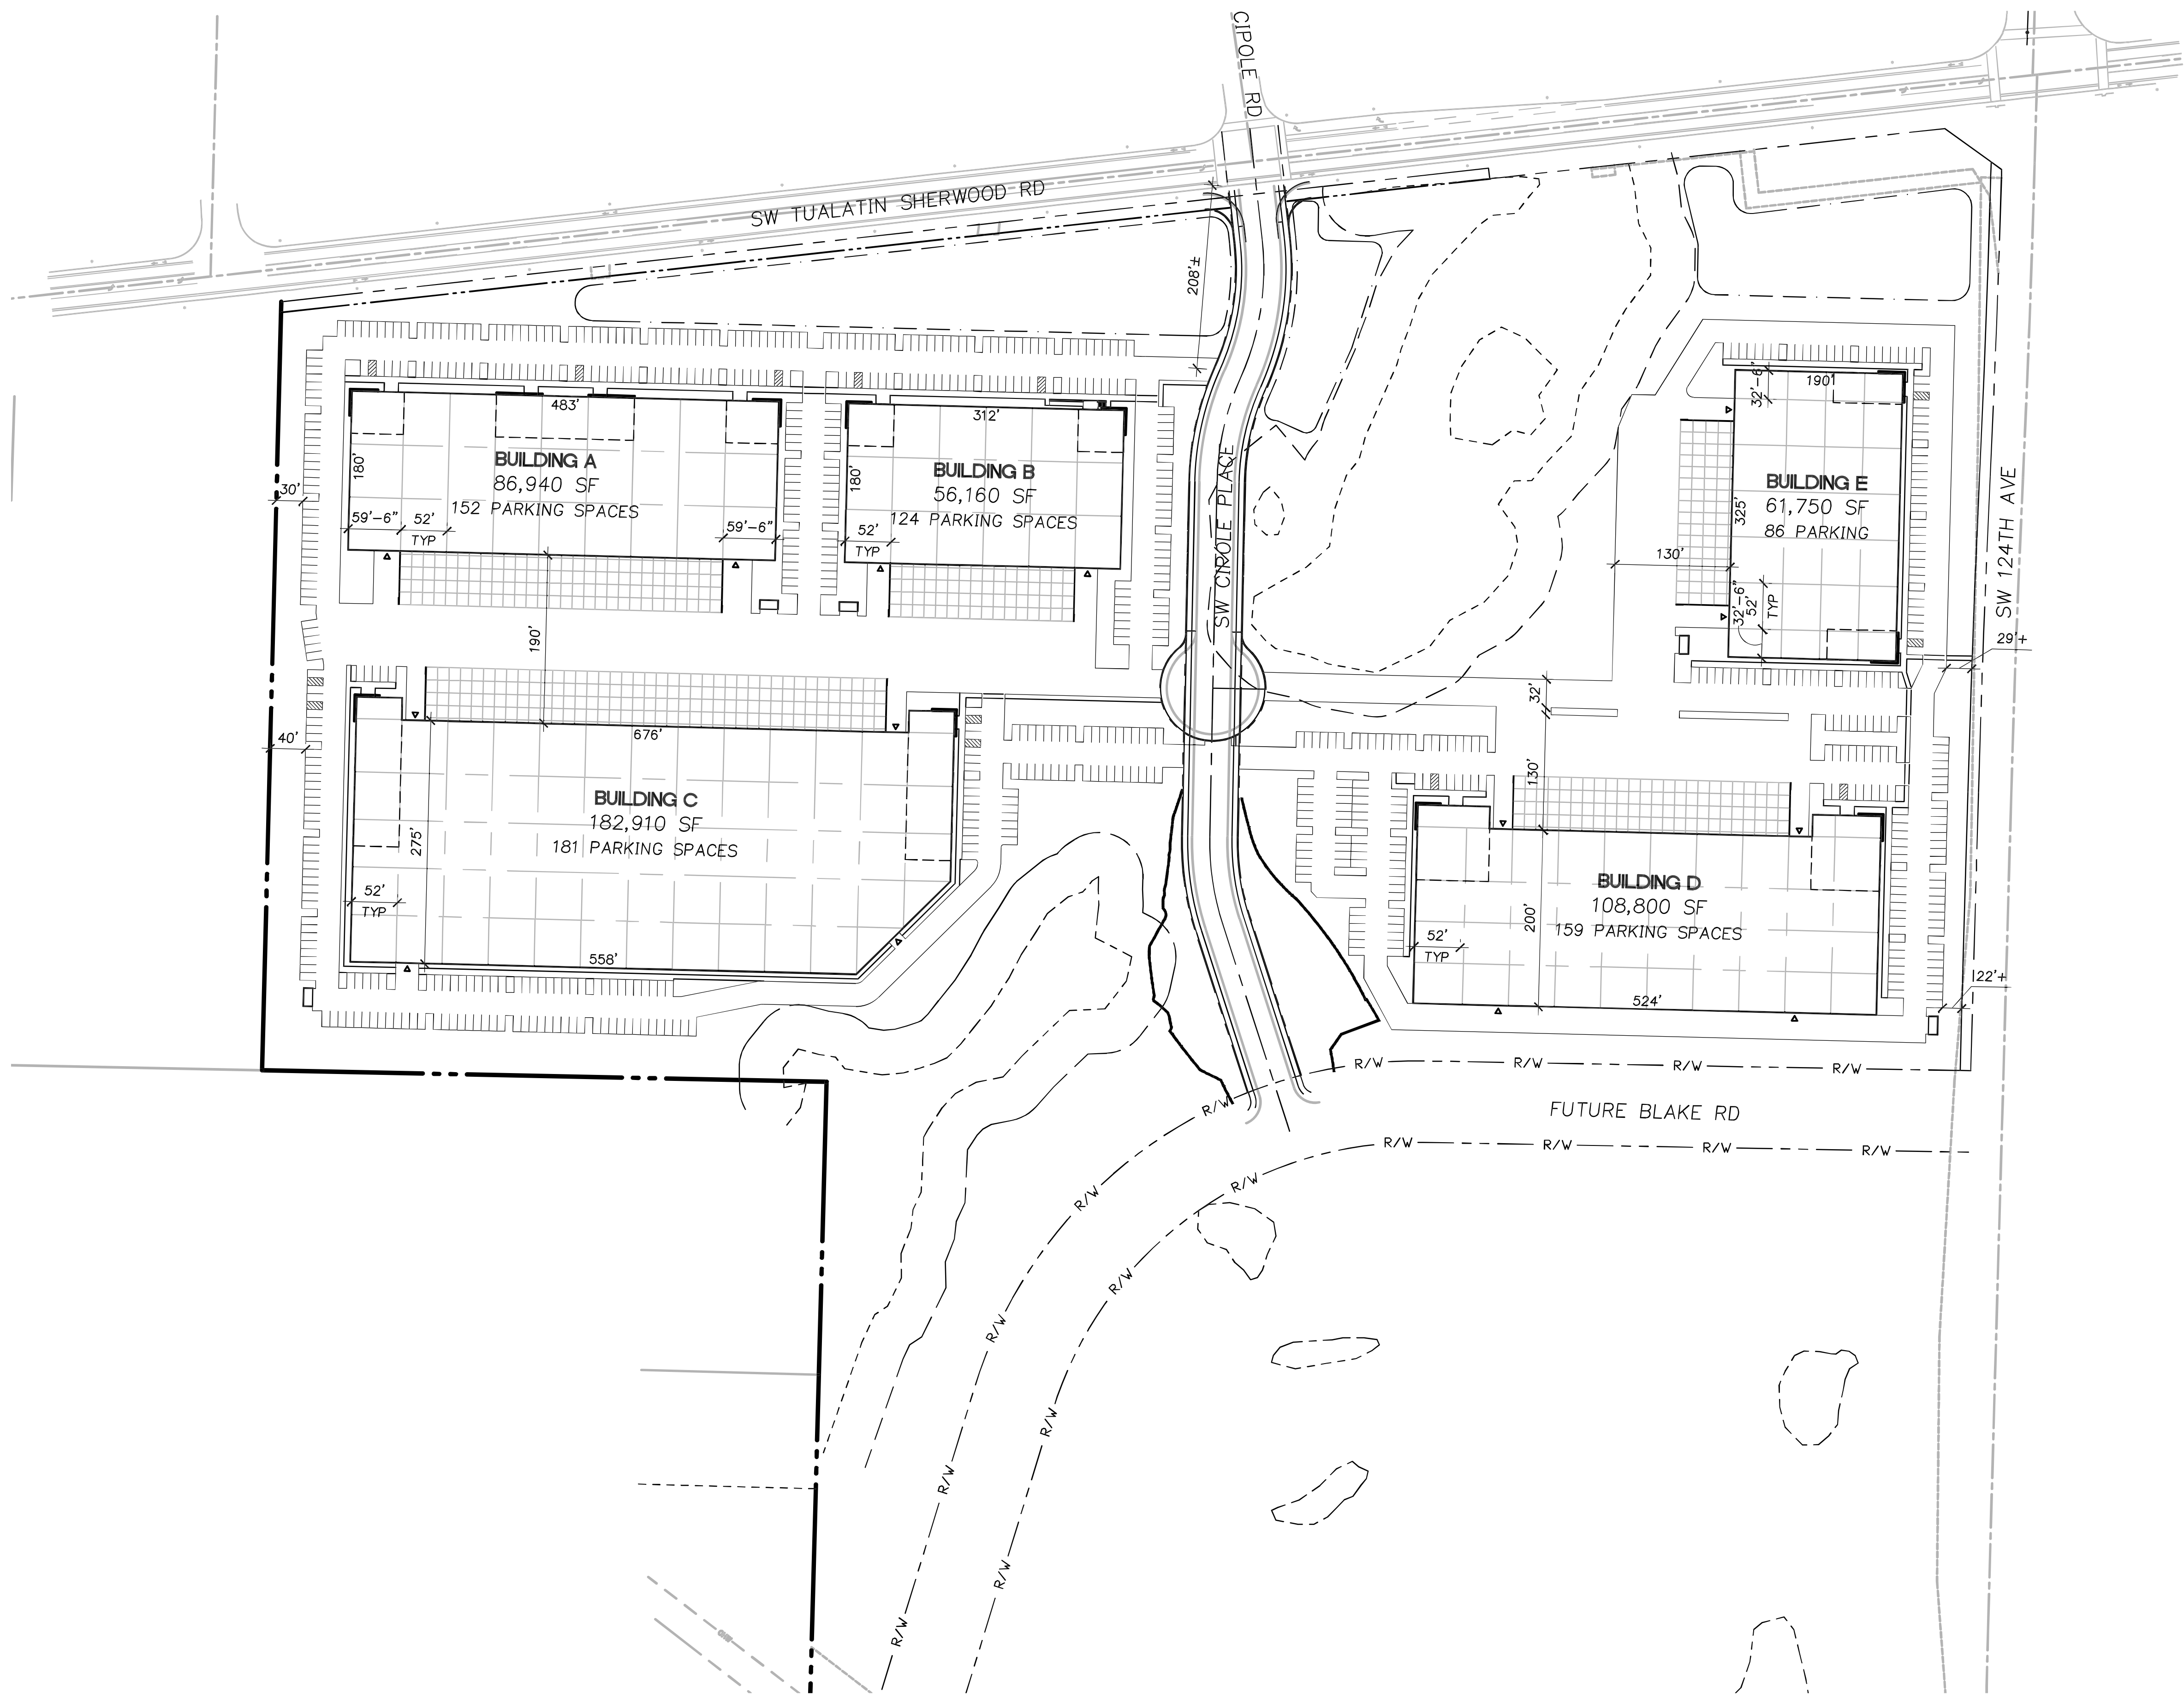 CIPOLE RD
SW TUALATIN SHERWOOD RD
208'±
483'
BUILDING A
86,940 SF
152 PARKING SPACES
180'
30'
59'-6"
52'
TYP
59'-6"
312'
BUILDING B
56,160 SF
124 PARKING SPACES
180'
52'
TYP
SW CIPOLE PLACE
32'-6"
190'
BUILDING E
61,750 SF
86 PARKING
325'
130'
32'-6"
52'
TYP
SW 124TH AVE
29'+
190'
40'
676'
BUILDING C
182,910 SF
181 PARKING SPACES
275'
52'
TYP
558'
32'
130'
BUILDING D
108,800 SF
159 PARKING SPACES
200'
52'
TYP
524'
22'+
R/W
R/W
R/W
R/W
R/W
FUTURE BLAKE RD
R/W
R/W
R/W
R/W
R/W
R/W
R/W
R/W
R/W
R/W
R/W
R/W